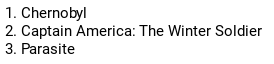 1. Chernobyl
2. Captain America: The Winter Soldier
3. Parasite